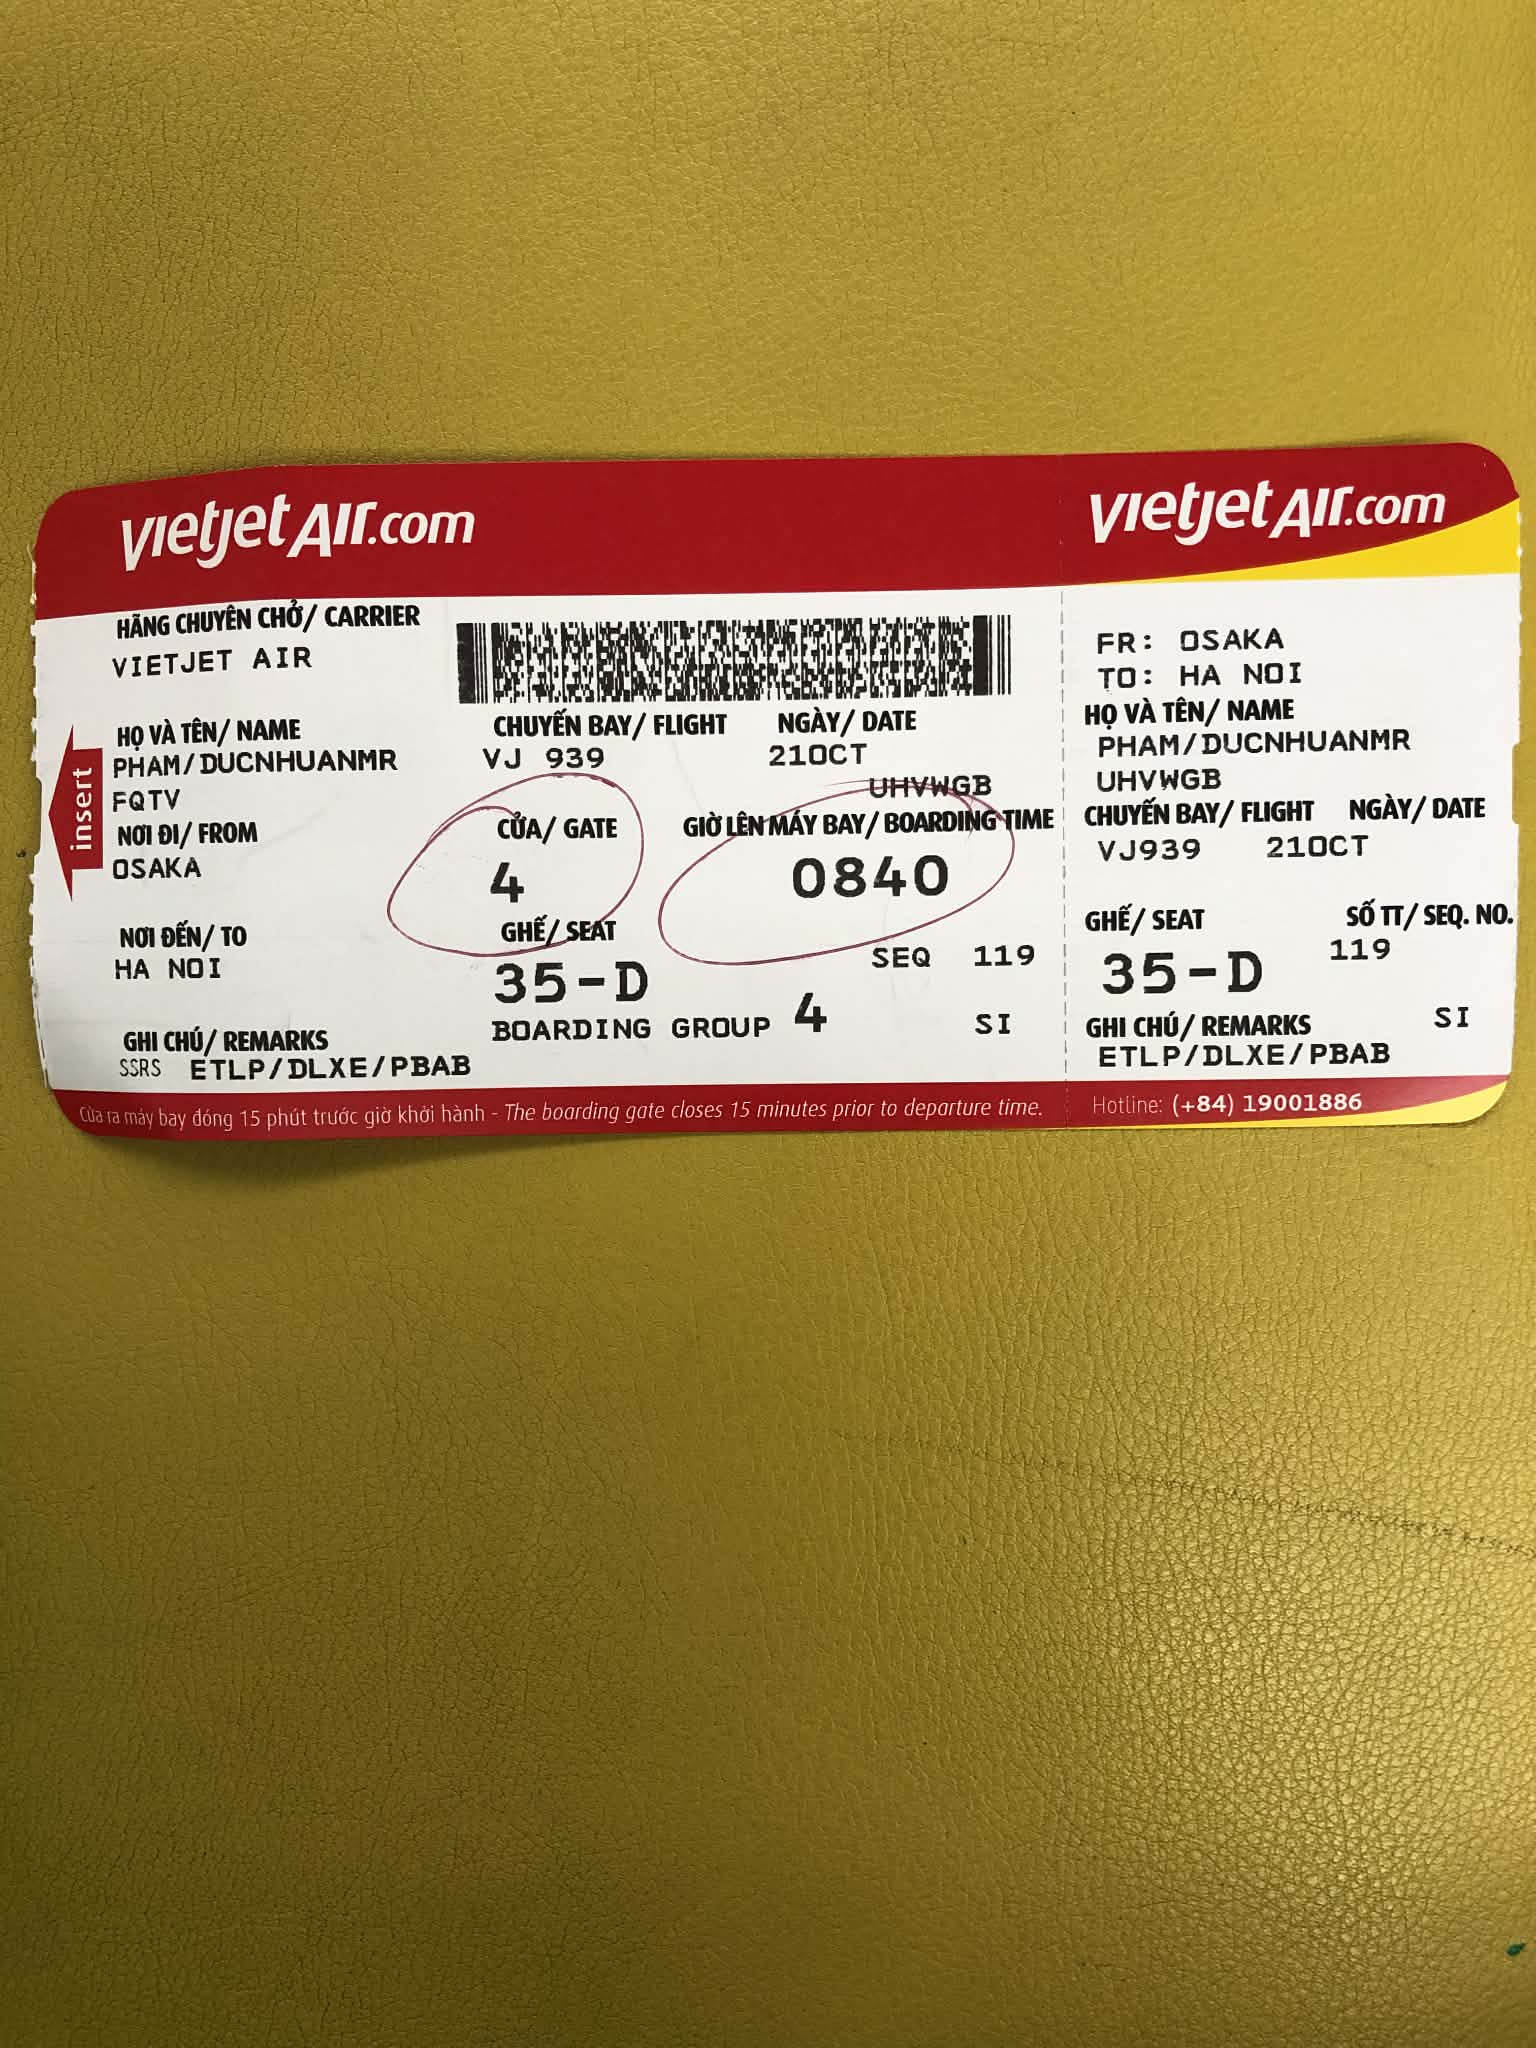 vietjetAir.com
HÃNG CHUYÊN CHỞ/ CARRIER
VIETJET AIR
HỌ VÀ TÊN/ NAME
PHAM/DUCNHUANMR
FQTV
NƠI ĐI/ FROM
OSAKA
NƠI ĐẾN/ TO
HA NOI
GHI CHÚ/ REMARKS
SSRS ETLP/DLXE/PBAB
insert
CHUYẾN BAY/ FLIGHT NGÀY/ DATE
VJ 939 21OCT
UHVWGB
CỬA/ GATE GIỜ LÊN MÁY BAY/ BOARDING TIME
4 0840
GHẾ/ SEAT
35-D SEQ 119
BOARDING GROUP 4 SI
Cửa ra máy bay đóng 15 phút trước giờ khởi hành - The boarding gate closes 15 minutes prior to departure time.
vietjetAir.com
FR: OSAKA
TO: HA NOI
HỌ VÀ TÊN/ NAME
PHAM/DUCNHUANMR
UHVWGB
CHUYẾN BAY/ FLIGHT NGÀY/ DATE
VJ939 21OCT
GHẾ/ SEAT SỐ TT/ SEQ. NO.
35-D 119
GHI CHÚ/ REMARKS SI
ETLP/DLXE/PBAB
Hotline: (+84) 19001886